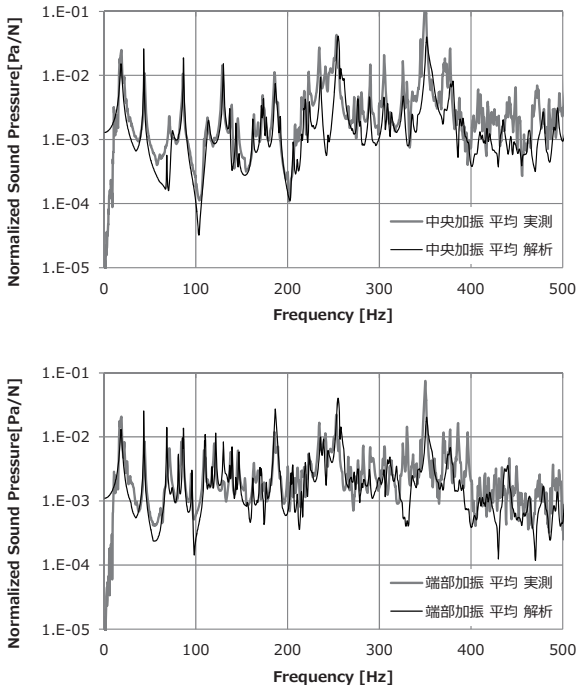 Normalized Sound Pressure[Pa/N]
1.E-01
1.E-02
1.E-03
1.E-04
1.E-05
中央加振 平均 実測
中央加振 平均 解析
0 100 200 300 400 500
Frequency [Hz]
Normalized Sound Pressure[Pa/N]
1.E-01
1.E-02
1.E-03
1.E-04
1.E-05
端部加振 平均 実測
端部加振 平均 解析
0 100 200 300 400 500
Frequency [Hz]